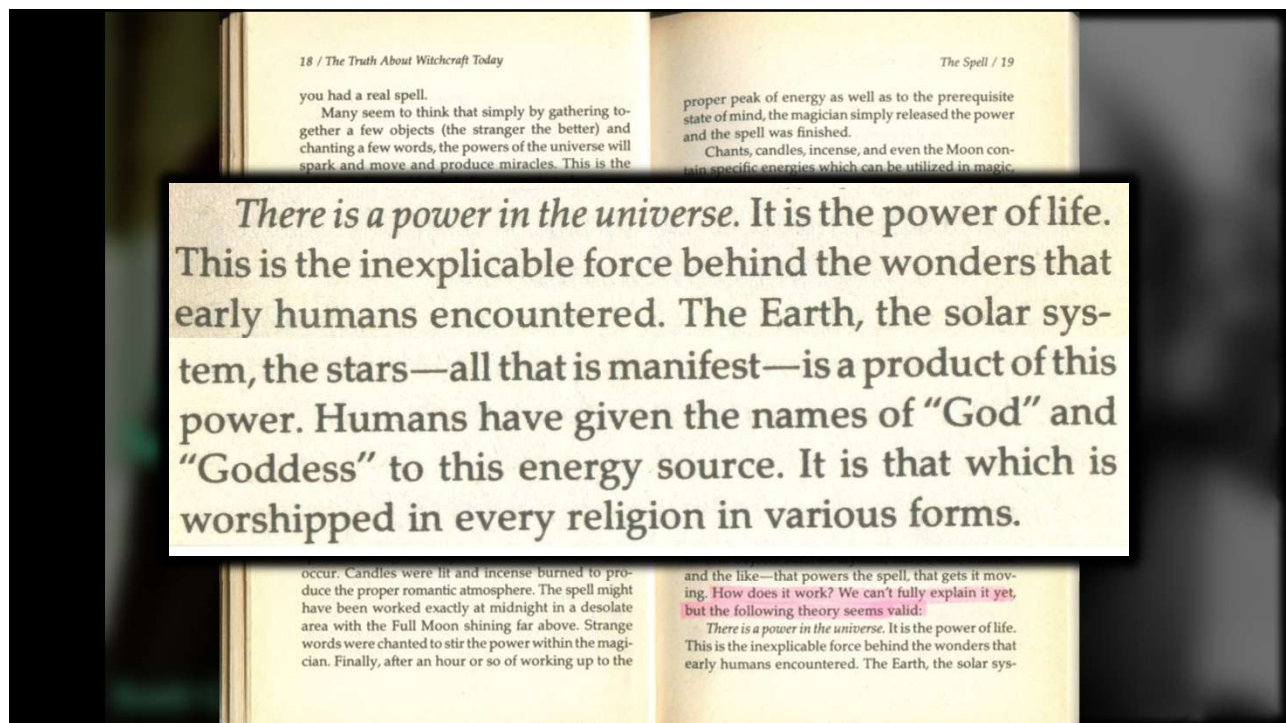 18 / The Truth About Witchcraft Today
you had a real spell.
Many seem to think that simply by gathering to-
gether a few objects (the stranger the better) and
chanting a few words, the powers of the universe will
spark and move and produce miracles. This is the
The Spell / 19
proper peak of energy as well as to the prerequisite
state of mind, the magician simply released the power
and the spell was finished.
Chants, candles, incense, and even the Moon con-
tain specific energies which can be utilized in magic,
There is a power in the universe. It is the power of life.
This is the inexplicable force behind the wonders that
early humans encountered. The Earth, the solar sys-
tem, the stars—all that is manifest—is a product of this
power. Humans have given the names of “God” and
“Goddess” to this energy source. It is that which is
worshipped in every religion in various forms.
occur. Candles were lit and incense burned to pro-
duce the proper romantic atmosphere. The spell might
have been worked exactly at midnight in a desolate
area with the Full Moon shining far above. Strange
words were chanted to stir the power within the magi-
cian. Finally, after an hour or so of working up to the
and the like—that powers the spell, that gets it mov-
ing. How does it work? We can’t fully explain it yet,
but the following theory seems valid:
There is a power in the universe. It is the power of life.
This is the inexplicable force behind the wonders that
early humans encountered. The Earth, the solar sys-